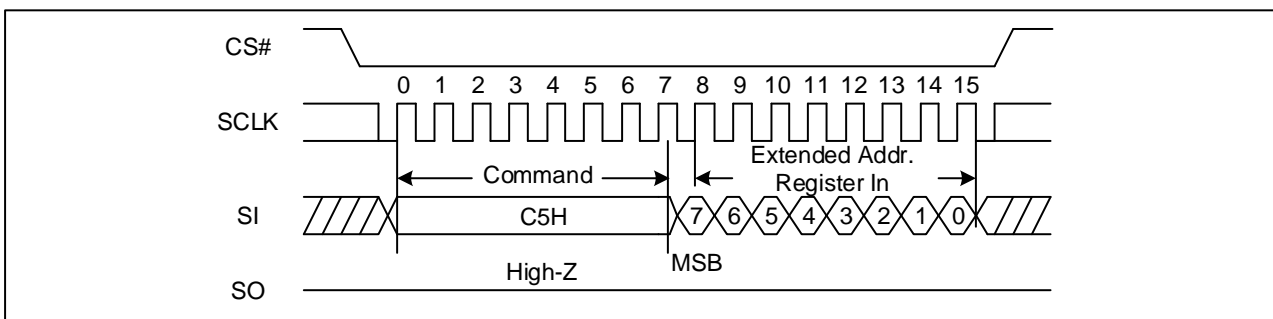 CS#
0 1 2 3 4 5 6 7 8 9 10 11 12 13 14 15
SCLK
Command
Extended Addr.
Register In
SI
C5H
7 6 5 4 3 2 1 0
High-Z
MSB
SO